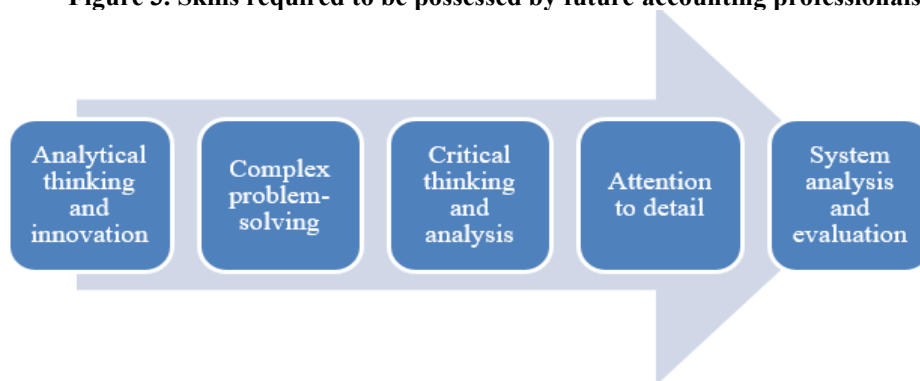 Figure 3: Skills required to be possessed by future accounting professionals
Analytical
thinking
and
innovation
Complex
problem-
solving
Critical
thinking
and
analysis
Attention
to detail
System
analysis
and
evaluation